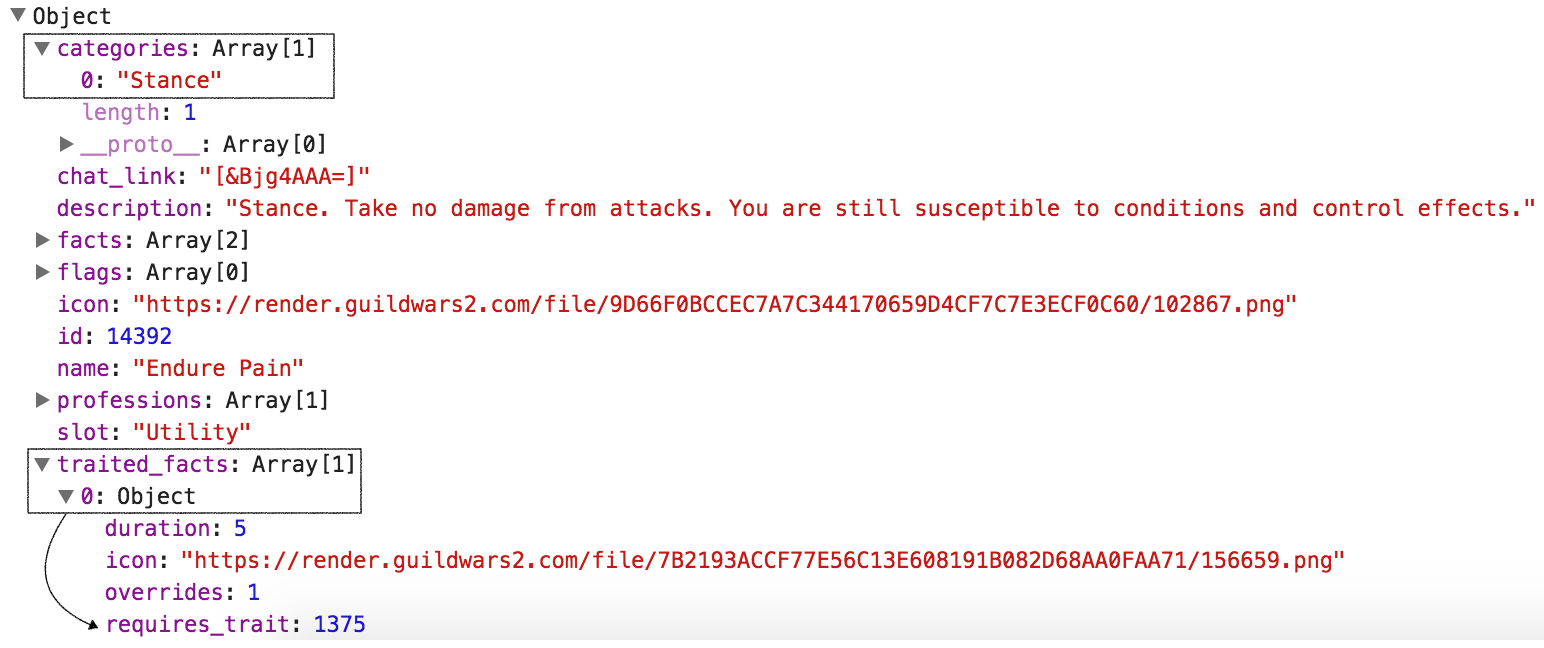 Object
categories: Array[1]
0: "Stance"
length: 1
__proto__: Array[0]
chat_link: "[&Bjg4AAA=]"
description: "Stance. Take no damage from attacks. You are still susceptible to conditions and control effects."
facts: Array[2]
flags: Array[0]
icon: "https://render.guildwars2.com/file/9D66F0BCCEC7A7C344170659D4CF7C7E3ECF0C60/102867.png"
id: 14392
name: "Endure Pain"
professions: Array[1]
slot: "Utility"
traited_facts: Array[1]
0: Object
duration: 5
icon: "https://render.guildwars2.com/file/7B2193ACCF77E56C13E608191B082D68AA0FAA71/156659.png"
overrides: 1
requires_trait: 1375